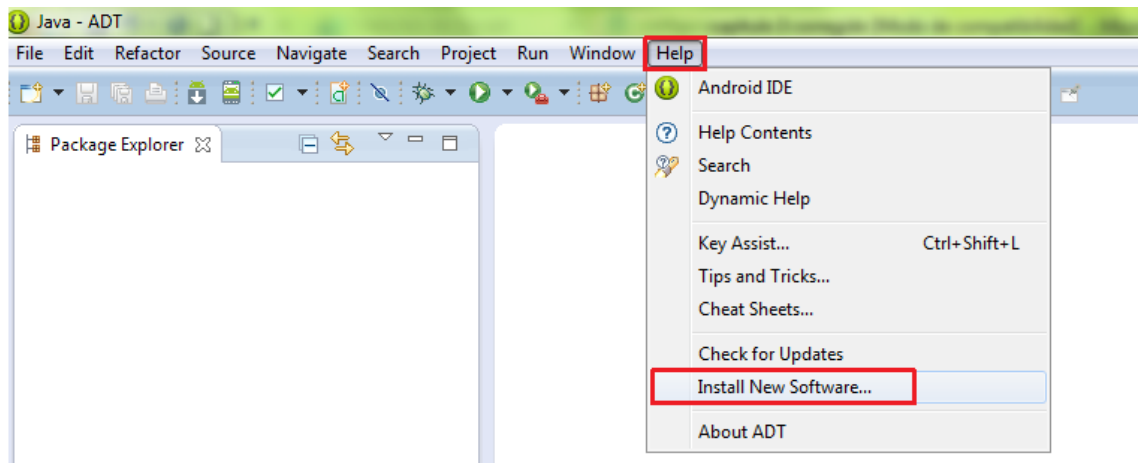 Java - ADT
File Edit Refactor Source Navigate Search Project Run Window Help
Package Explorer
Android IDE
Help Contents
Search
Dynamic Help
Key Assist... Ctrl+Shift+L
Tips and Tricks...
Cheat Sheets...
Check for Updates
Install New Software...
About ADT